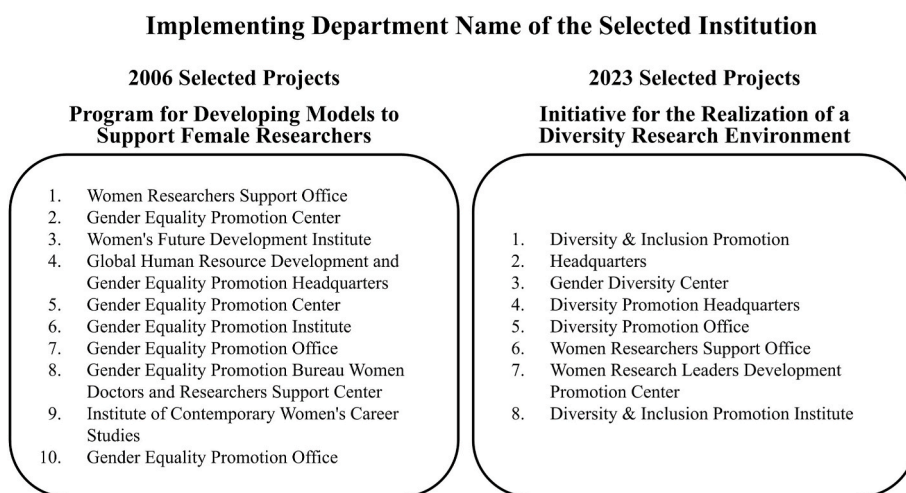 Implementing Department Name of the Selected Institution
2006 Selected Projects
Program for Developing Models to
Support Female Researchers
1. Women Researchers Support Office
2. Gender Equality Promotion Center
3. Women's Future Development Institute
4. Global Human Resource Development and
Gender Equality Promotion Headquarters
5. Gender Equality Promotion Center
6. Gender Equality Promotion Institute
7. Gender Equality Promotion Office
8. Gender Equality Promotion Bureau Women
Doctors and Researchers Support Center
9. Institute of Contemporary Women's Career
Studies
10. Gender Equality Promotion Office
2023 Selected Projects
Initiative for the Realization of a
Diversity Research Environment
1. Diversity & Inclusion Promotion
2. Headquarters
3. Gender Diversity Center
4. Diversity Promotion Headquarters
5. Diversity Promotion Office
6. Women Researchers Support Office
7. Women Research Leaders Development
Promotion Center
8. Diversity & Inclusion Promotion Institute